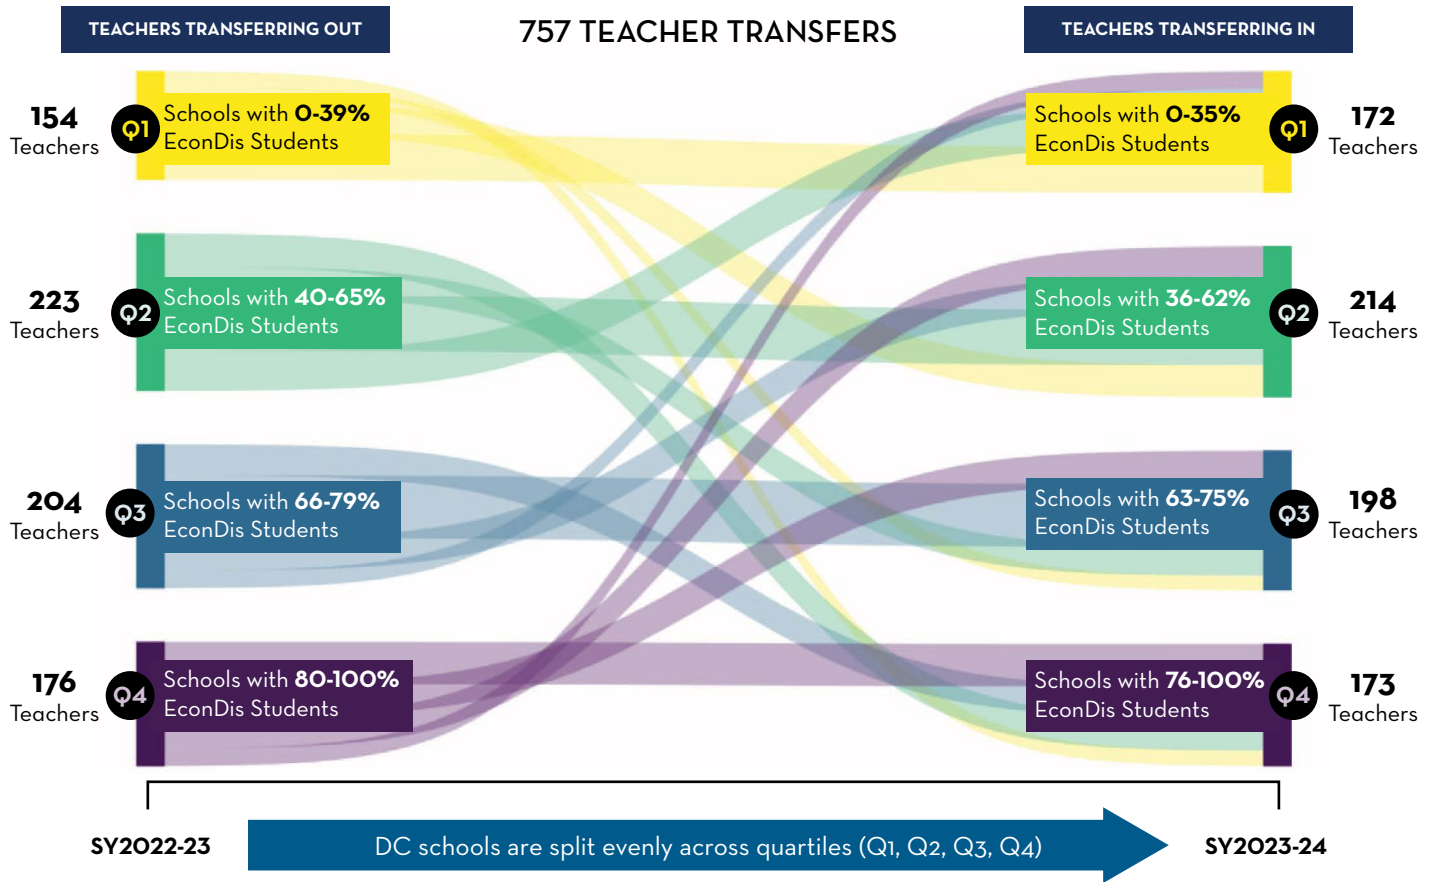 TEACHERS TRANSFERRING OUT
757 TEACHER TRANSFERS
TEACHERS TRANSFERRING IN
154
Teachers
Q1
Schools with 0-39%
EconDis Students
Schools with 0-35%
EconDis Students
Q1
172
Teachers
223
Teachers
Q2
Schools with 40-65%
EconDis Students
Schools with 36-62%
EconDis Students
Q2
214
Teachers
204
Teachers
Q3
Schools with 66-79%
EconDis Students
Schools with 63-75%
EconDis Students
Q3
198
Teachers
176
Teachers
Q4
Schools with 80-100%
EconDis Students
Schools with 76-100%
EconDis Students
Q4
173
Teachers
SY2022-23
DC schools are split evenly across quartiles (Q1, Q2, Q3, Q4)
SY2023-24